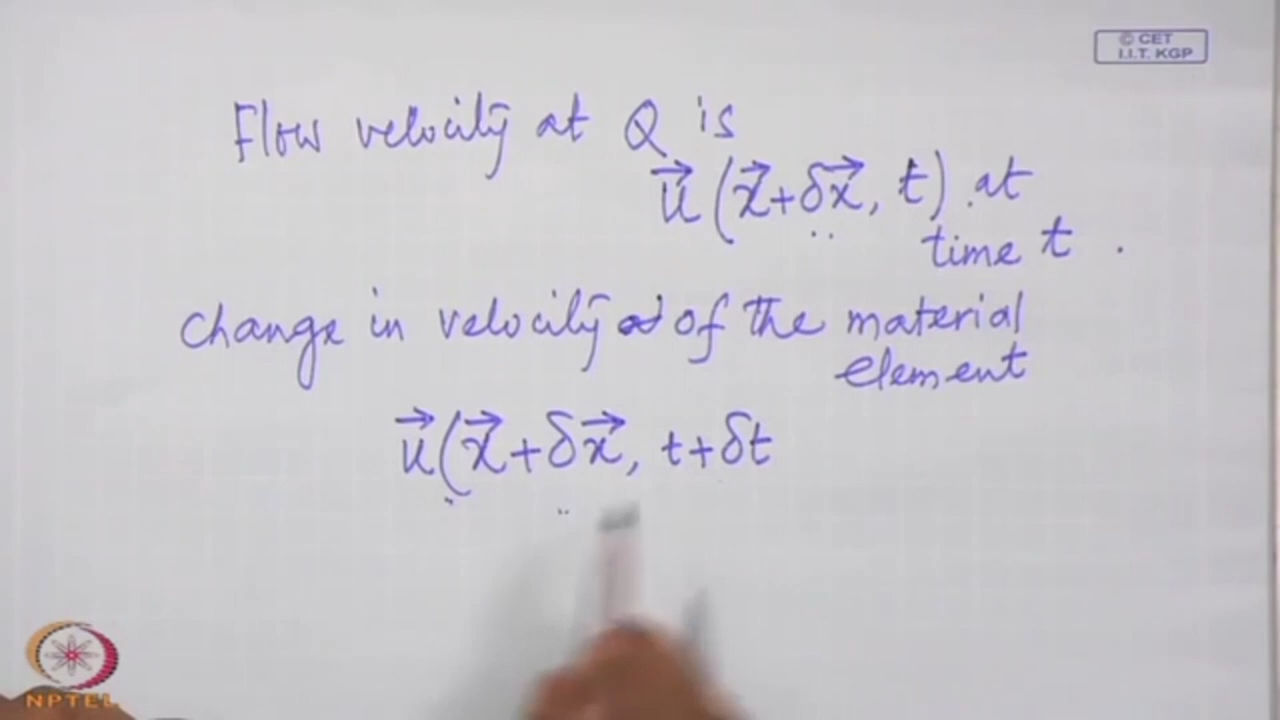 © CET
I.I.T. KGP
Flow velocity at Q is
u⃗ (x⃗+δx⃗, t) at
time t .
change in velocity of the material
element
u⃗(x⃗+δx⃗, t+δt
NPTEL